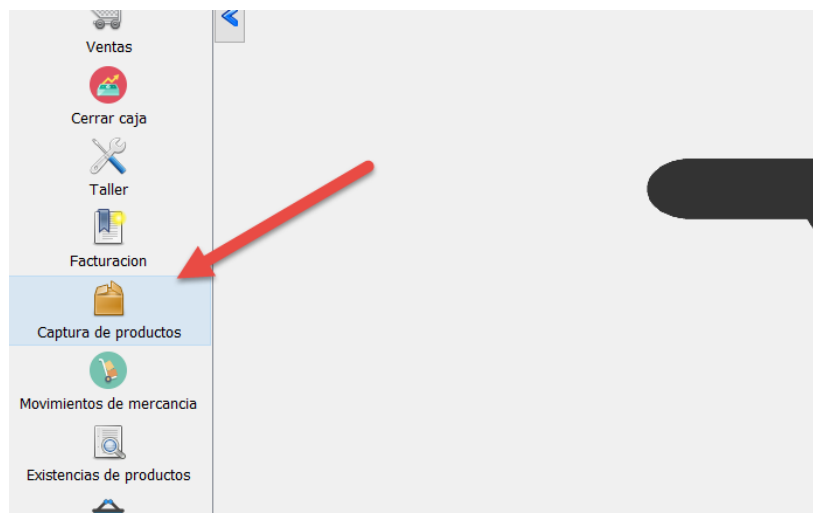 Ventas
Cerrar caja
Taller
Facturacion
Captura de productos
Movimientos de mercancia
Existencias de productos